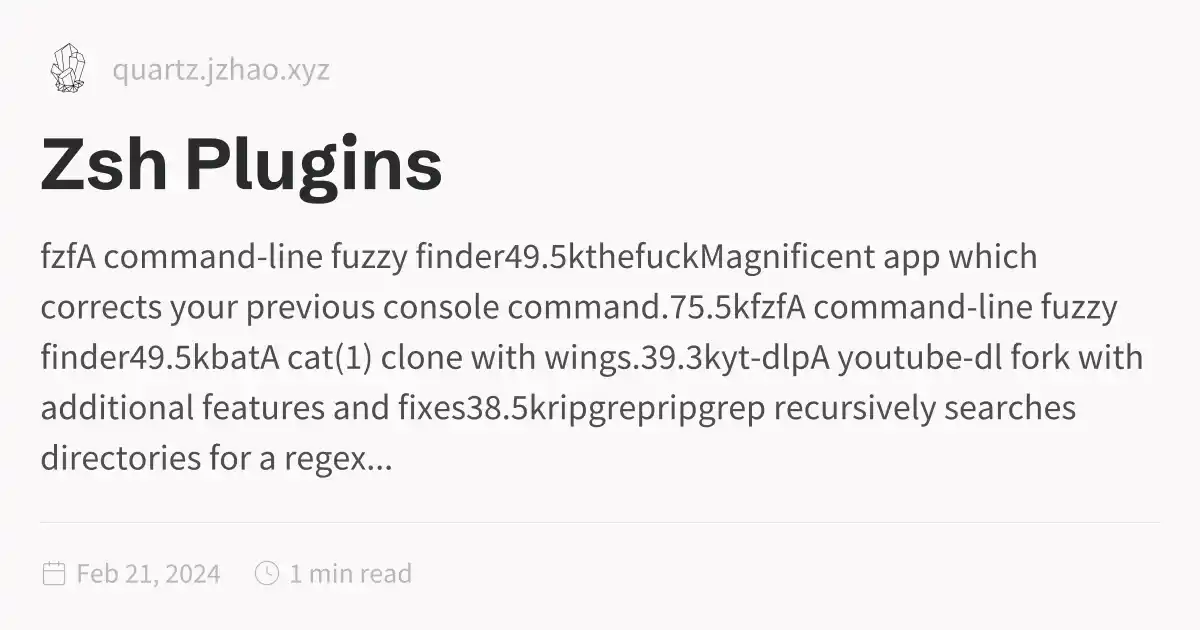 quartz.jzhao.xyz
Zsh Plugins
fzfA command-line fuzzy finder49.5kthefuckMagnificent app which
corrects your previous console command.75.5kfzfA command-line fuzzy
finder49.5kbatA cat(1) clone with wings.39.3kyt-dlpA youtube-dl fork with
additional features and fixes38.5kripgrepripgrep recursively searches
directories for a regex...
Feb 21, 2024 1 min read